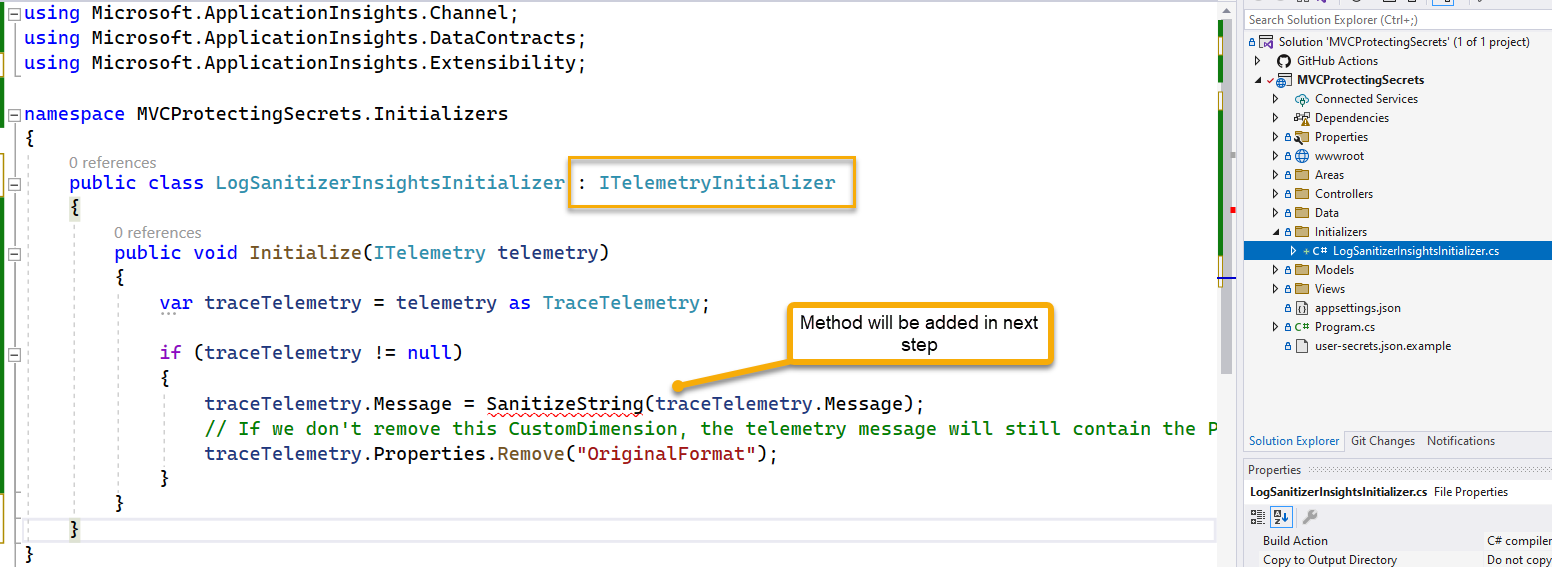 using Microsoft.ApplicationInsights.Channel;
using Microsoft.ApplicationInsights.DataContracts;
using Microsoft.ApplicationInsights.Extensibility;
namespace MVCProtectingSecrets.Initializers
{
0 references
public class LogSanitizerInsightsInitializer : ITelemetryInitializer
{
0 references
public void Initialize(ITelemetry telemetry)
{
var traceTelemetry = telemetry as TraceTelemetry;
if (traceTelemetry != null)
{
traceTelemetry.Message = SanitizeString(traceTelemetry.Message);
// If we don't remove this CustomDimension, the telemetry message will still contain the P
traceTelemetry.Properties.Remove("OriginalFormat");
}
}
}
}
Method will be added in next
step
Search Solution Explorer (Ctrl+;)
Solution 'MVCProtectingSecrets' (1 of 1 project)
GitHub Actions
MVCProtectingSecrets
Connected Services
Dependencies
Properties
wwwroot
Areas
Controllers
Data
Initializers
+ C# LogSanitizerInsightsInitializer.cs
Models
Views
appsettings.json
C# Program.cs
user-secrets.json.example
Solution Explorer Git Changes Notifications
Properties
LogSanitizerInsightsInitializer.cs File Properties
Build Action C# compiler
Copy to Output Directory Do not copy